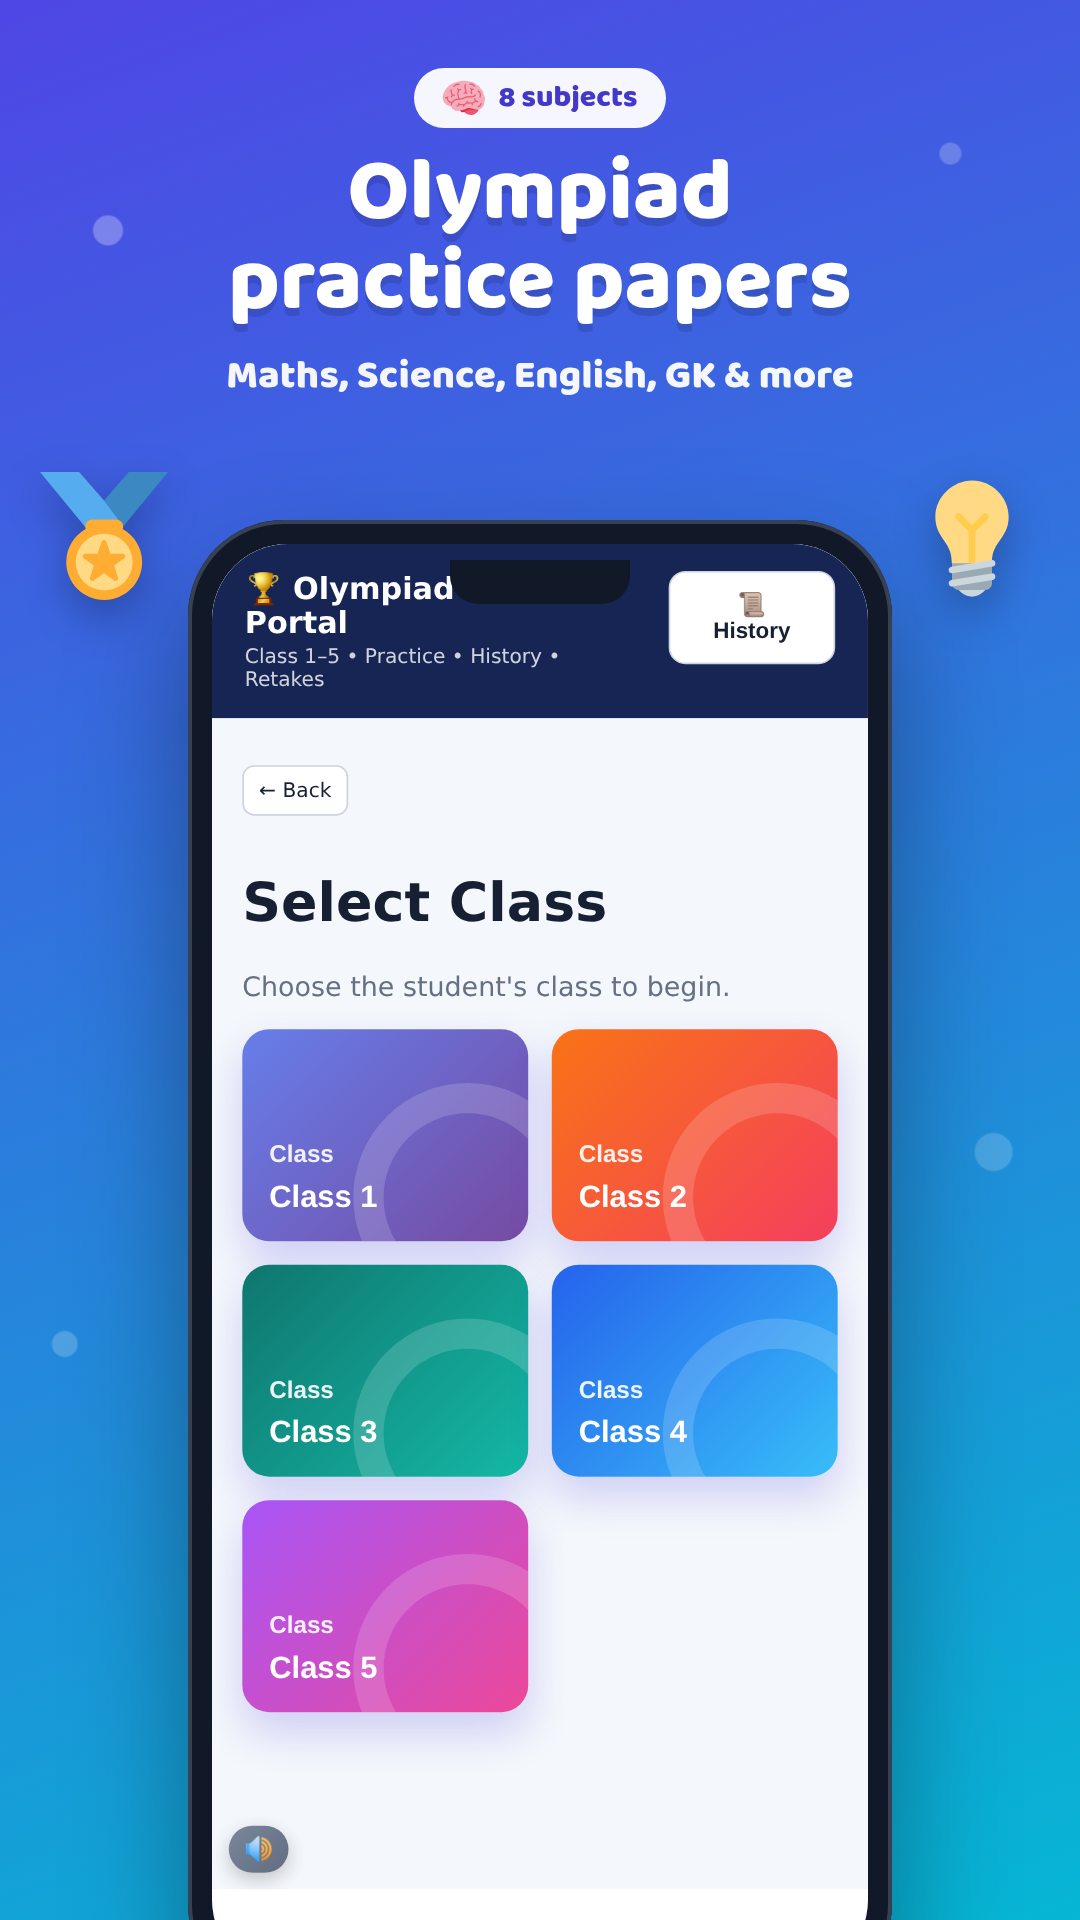 8 subjects
Olympiad
practice papers
Maths, Science, English, GK & more
Olympiad
Portal
Class 1–5 • Practice • History •
Retakes
History
← Back
Select Class
Choose the student's class to begin.
Class
Class 1
Class
Class 2
Class
Class 3
Class
Class 4
Class
Class 5